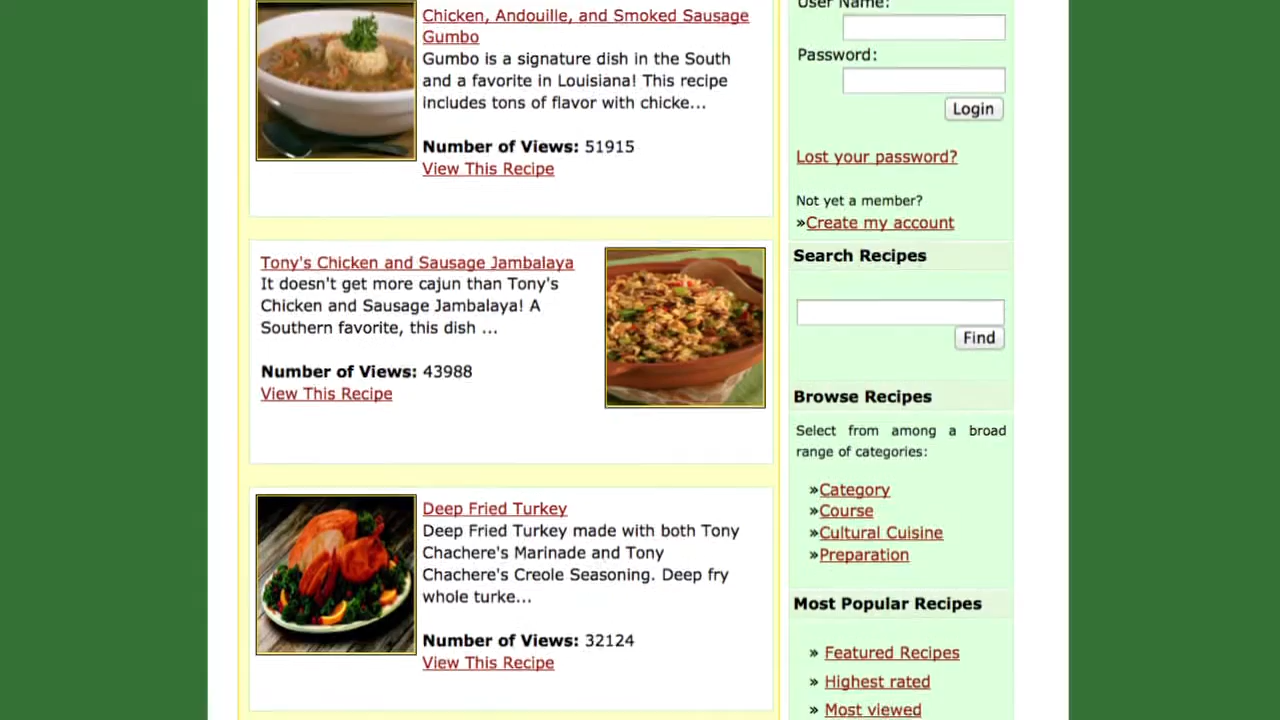 Chicken, Andouille, and Smoked Sausage
Gumbo
Gumbo is a signature dish in the South
and a favorite in Louisiana! This recipe
includes tons of flavor with chicke...
Number of Views: 51915
View This Recipe
Tony's Chicken and Sausage Jambalaya
It doesn't get more cajun than Tony's
Chicken and Sausage Jambalaya! A
Southern favorite, this dish ...
Number of Views: 43988
View This Recipe
Deep Fried Turkey
Deep Fried Turkey made with both Tony
Chachere's Marinade and Tony
Chachere's Creole Seasoning. Deep fry
whole turke...
Number of Views: 32124
View This Recipe
User Name:
Password:
Login
Lost your password?
Not yet a member?
»Create my account
Search Recipes
Find
Browse Recipes
Select from among a broad
range of categories:
»Category
»Course
»Cultural Cuisine
»Preparation
Most Popular Recipes
» Featured Recipes
» Highest rated
» Most viewed